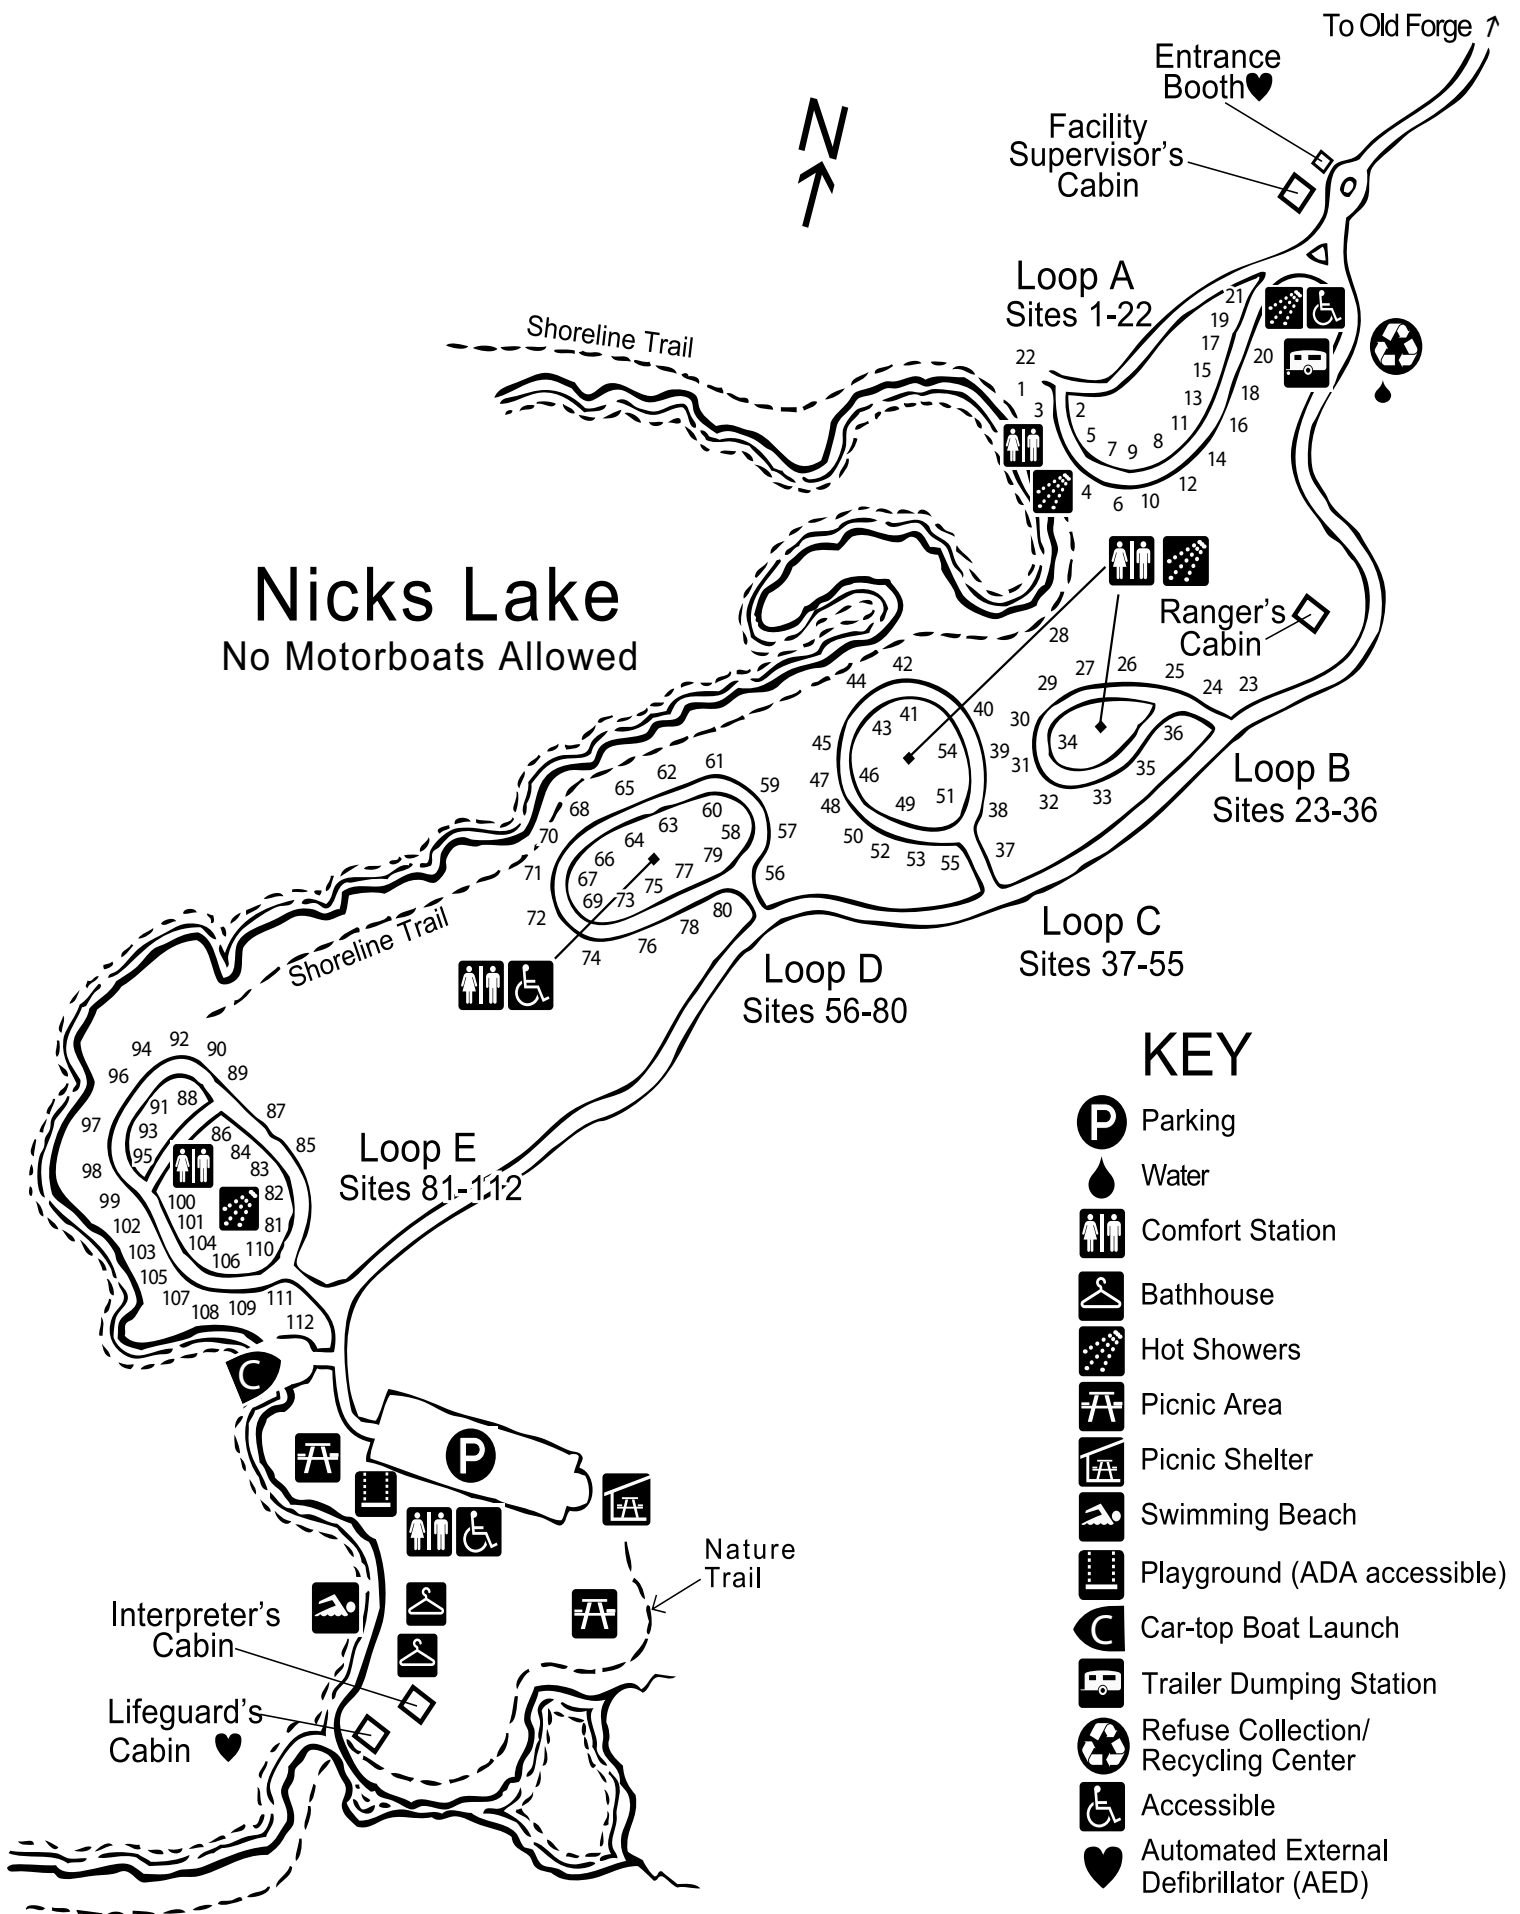 To Old Forge
Entrance
Booth
Facility
Supervisor's
Cabin
N
Loop A
Sites 1-22
Shoreline Trail
21
19
17
22
20
15
1
13
18
3
2
11
16
5
7
9
8
14
4
6
10
12
Nicks Lake
No Motorboats Allowed
Ranger's
Cabin
28
42
27
26
25
44
29
24
23
41
40
30
43
36
45
54
39
34
31
35
61
46
62
47
59
65
51
32
33
68
48
49
38
60
63
70
50
58
57
64
52
37
53
55
66
79
71
77
56
67
75
69
73
72
80
78
76
74
Loop B
Sites 23-36
Loop C
Sites 37-55
Loop D
Sites 56-80
Shoreline Trail
92
94
90
96
89
88
91
87
97
93
86
85
84
95
83
98
82
99
100
102
101
81
104
103
110
106
105
107
111
109
108
112
Loop E
Sites 81-112
C
P
Nature
Trail
Interpreter's
Cabin
Lifeguard's
Cabin
KEY
P Parking
Water
Comfort Station
Bathhouse
Hot Showers
Picnic Area
Picnic Shelter
Swimming Beach
Playground (ADA accessible)
C Car-top Boat Launch
Trailer Dumping Station
Refuse Collection/
Recycling Center
Accessible
Automated External
Defibrillator (AED)